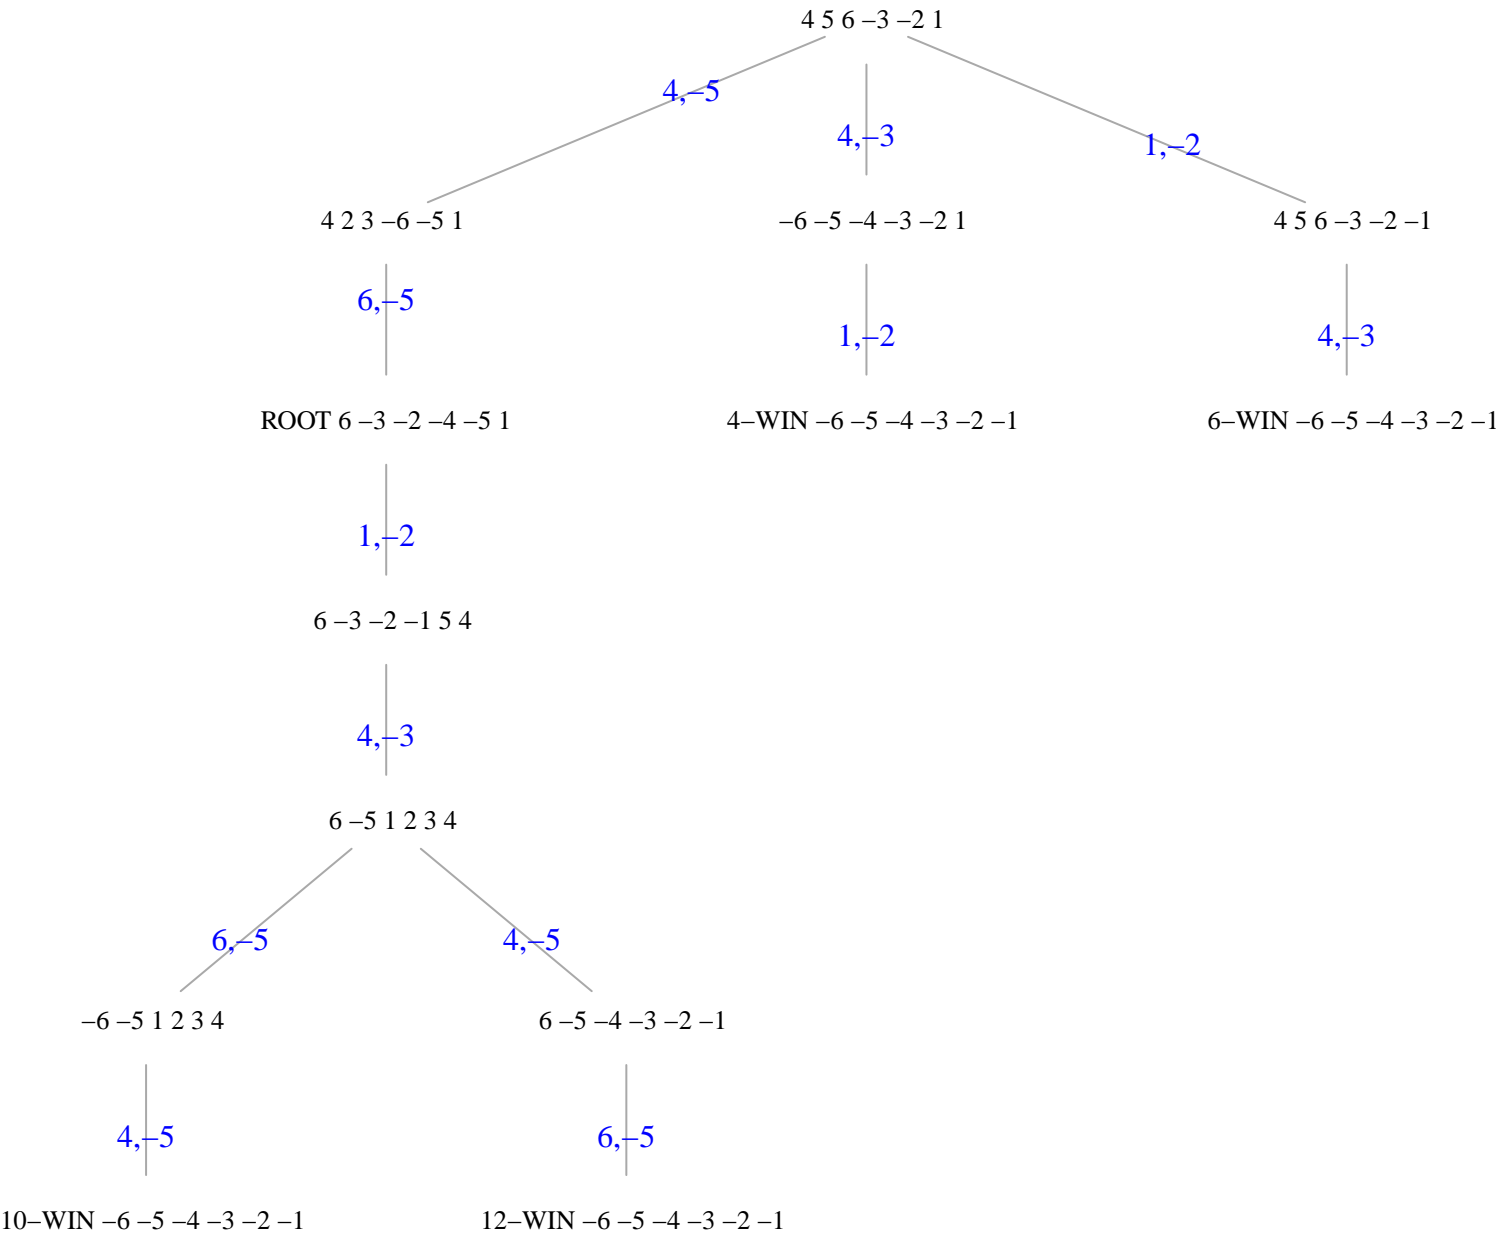 4 5 6 –3 –2 1
4,–5
4,–3
1,–2
4 2 3 –6 –5 1
–6 –5 –4 –3 –2 1
4 5 6 –3 –2 –1
6,–5
1,–2
4,–3
ROOT 6 –3 –2 –4 –5 1
4–WIN –6 –5 –4 –3 –2 –1
6–WIN –6 –5 –4 –3 –2 –1
1,–2
6 –3 –2 –1 5 4
4,–3
6 –5 1 2 3 4
6,–5
4,–5
–6 –5 1 2 3 4
6 –5 –4 –3 –2 –1
4,–5
6,–5
10–WIN –6 –5 –4 –3 –2 –1
12–WIN –6 –5 –4 –3 –2 –1